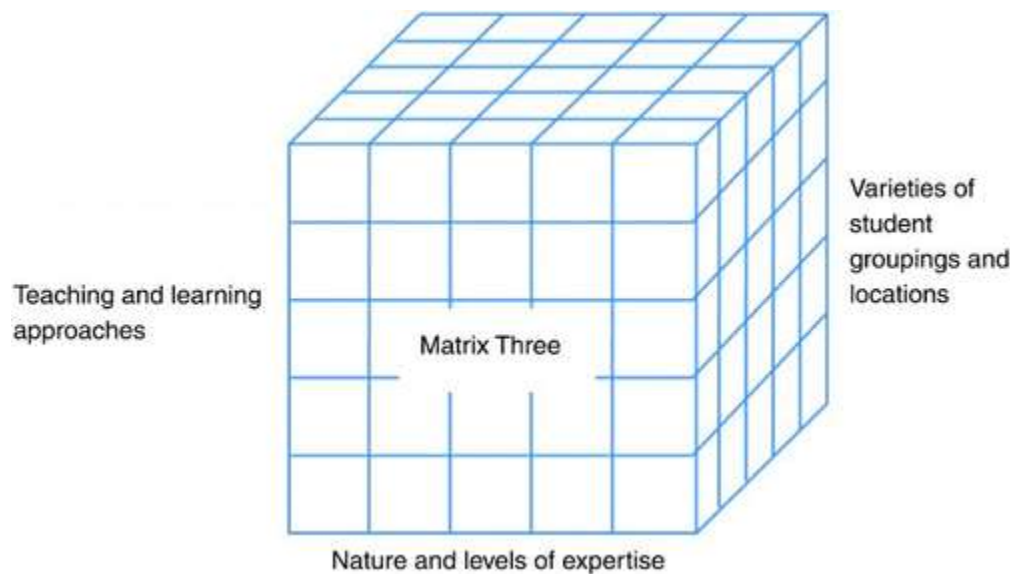 Varieties of
student
groupings and
locations
Teaching and learning
approaches
Matrix Three
Nature and levels of expertise